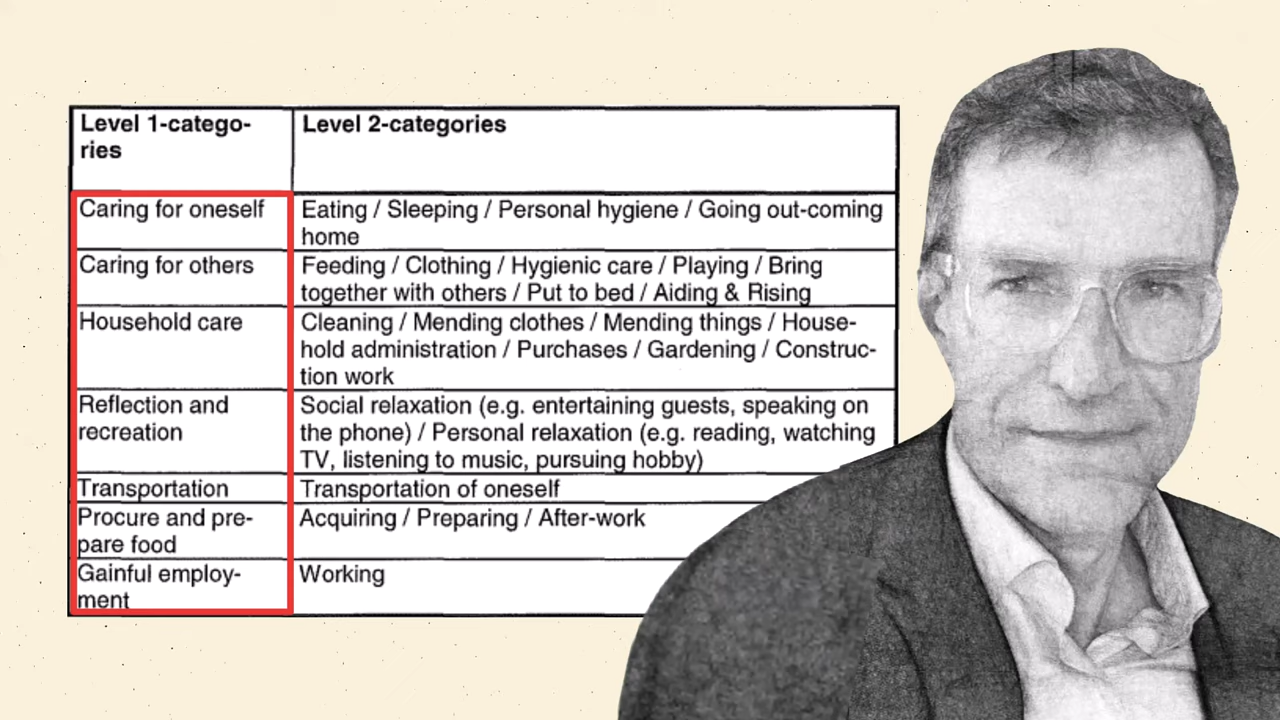 Level 1-catego-
ries
Level 2-categories
Caring for oneself
Eating / Sleeping / Personal hygiene / Going out-coming
home
Caring for others
Feeding / Clothing / Hygienic care / Playing / Bring
together with others / Put to bed / Aiding & Rising
Household care
Cleaning / Mending clothes / Mending things / House-
hold administration / Purchases / Gardening / Construc-
tion work
Reflection and
recreation
Social relaxation (e.g. entertaining guests, speaking on
the phone) / Personal relaxation (e.g. reading, watching
TV, listening to music, pursuing hobby)
Transportation
Transportation of oneself
Procure and pre-
pare food
Acquiring / Preparing / After-work
Gainful employ-
ment
Working